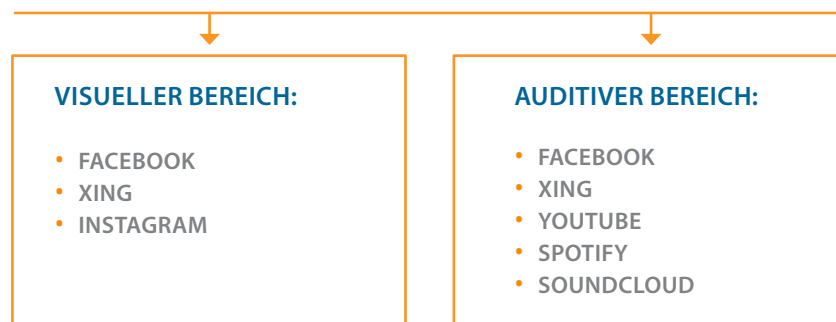 VISUELLER BEREICH:
• FACEBOOK
• XING
• INSTAGRAM
AUDITIVER BEREICH:
• FACEBOOK
• XING
• YOUTUBE
• SPOTIFY
• SOUNDCLOUD